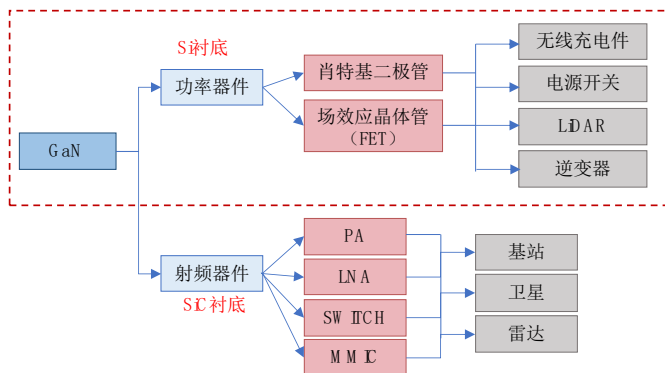 Si衬底
无线充电件
肖特基二极管
功率器件
电源开关
场效应晶体管
（FET）
LiDAR
GaN
逆变器
PA
基站
射频器件
LNA
SiC衬底
卫星
SWITCH
雷达
MMIC